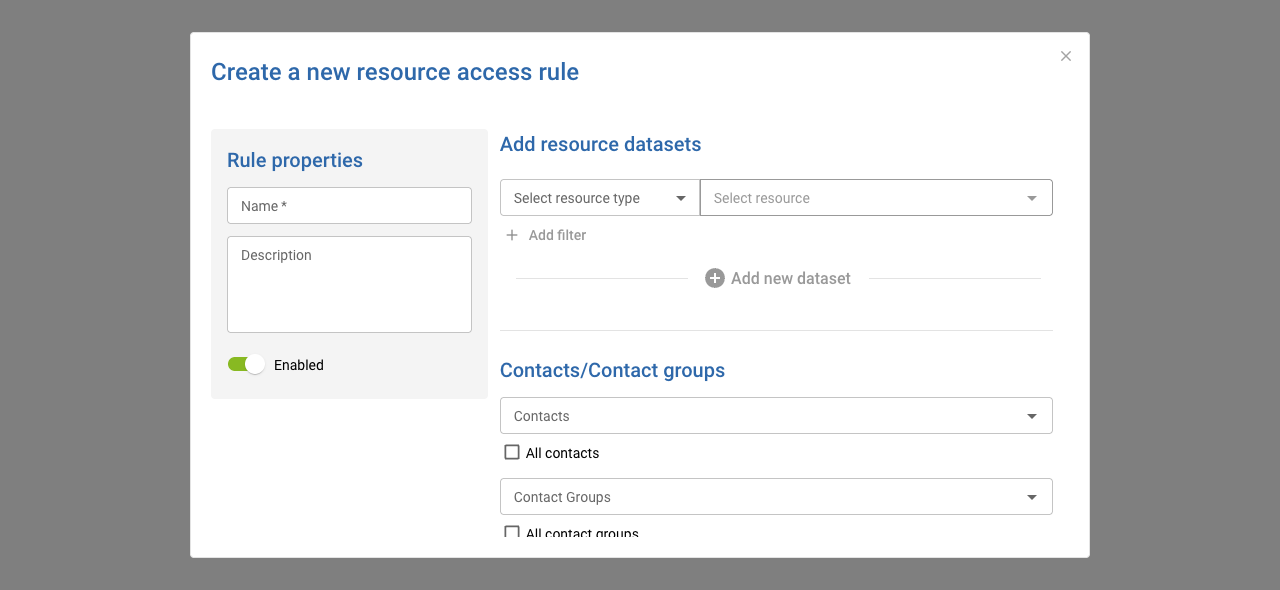 Create a new resource access rule
Rule properties
Name *
Description
Enabled
Add resource datasets
Select resource type
Select resource
Add filter
Add new dataset
Contacts/Contact groups
Contacts
All contacts
Contact Groups
All contact groups